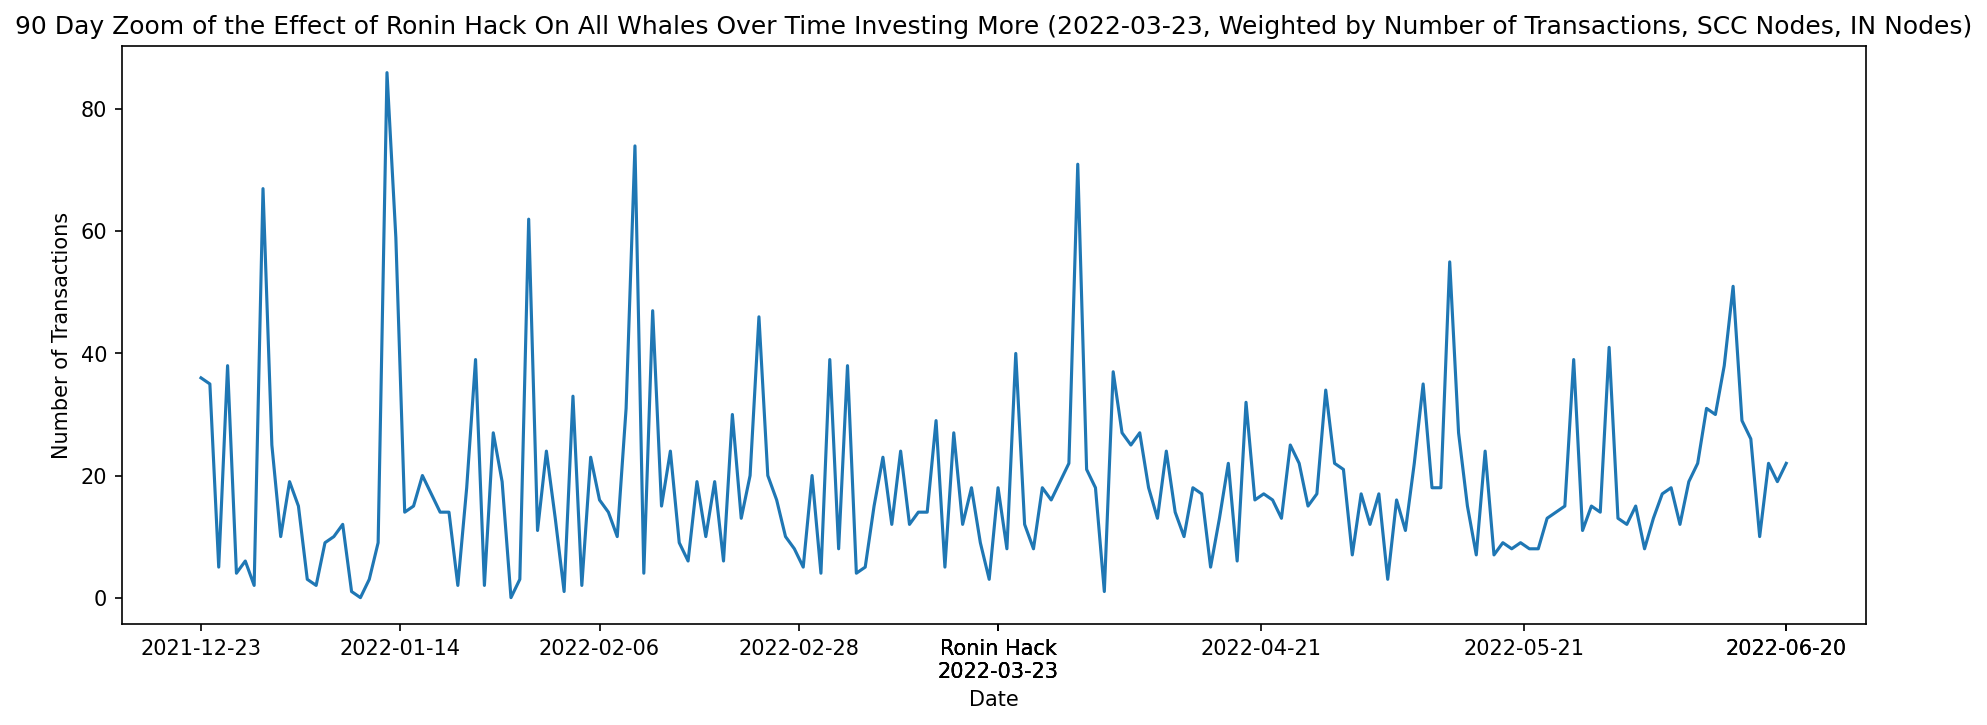 90 Day Zoom of the Effect of Ronin Hack On All Whales Over Time Investing More (2022-03-23, Weighted by Number of Transactions, SCC Nodes, IN Nodes)
Number of Transactions
80
60
40
20
0
2021-12-23 2022-01-14 2022-02-06 2022-02-28 Ronin Hack 2022-04-21 2022-05-21 2022-06-20
2022-03-23
Date